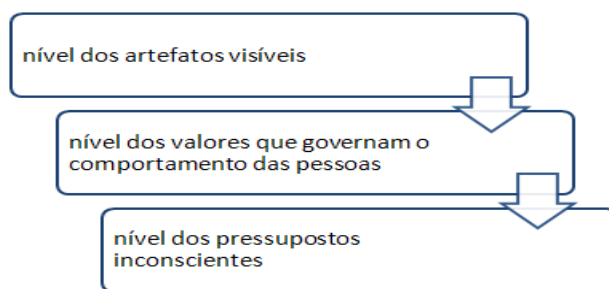 nível dos artefatos visíveis
nível dos valores que governam o
comportamento das pessoas
nível dos pressupostos
inconscientes